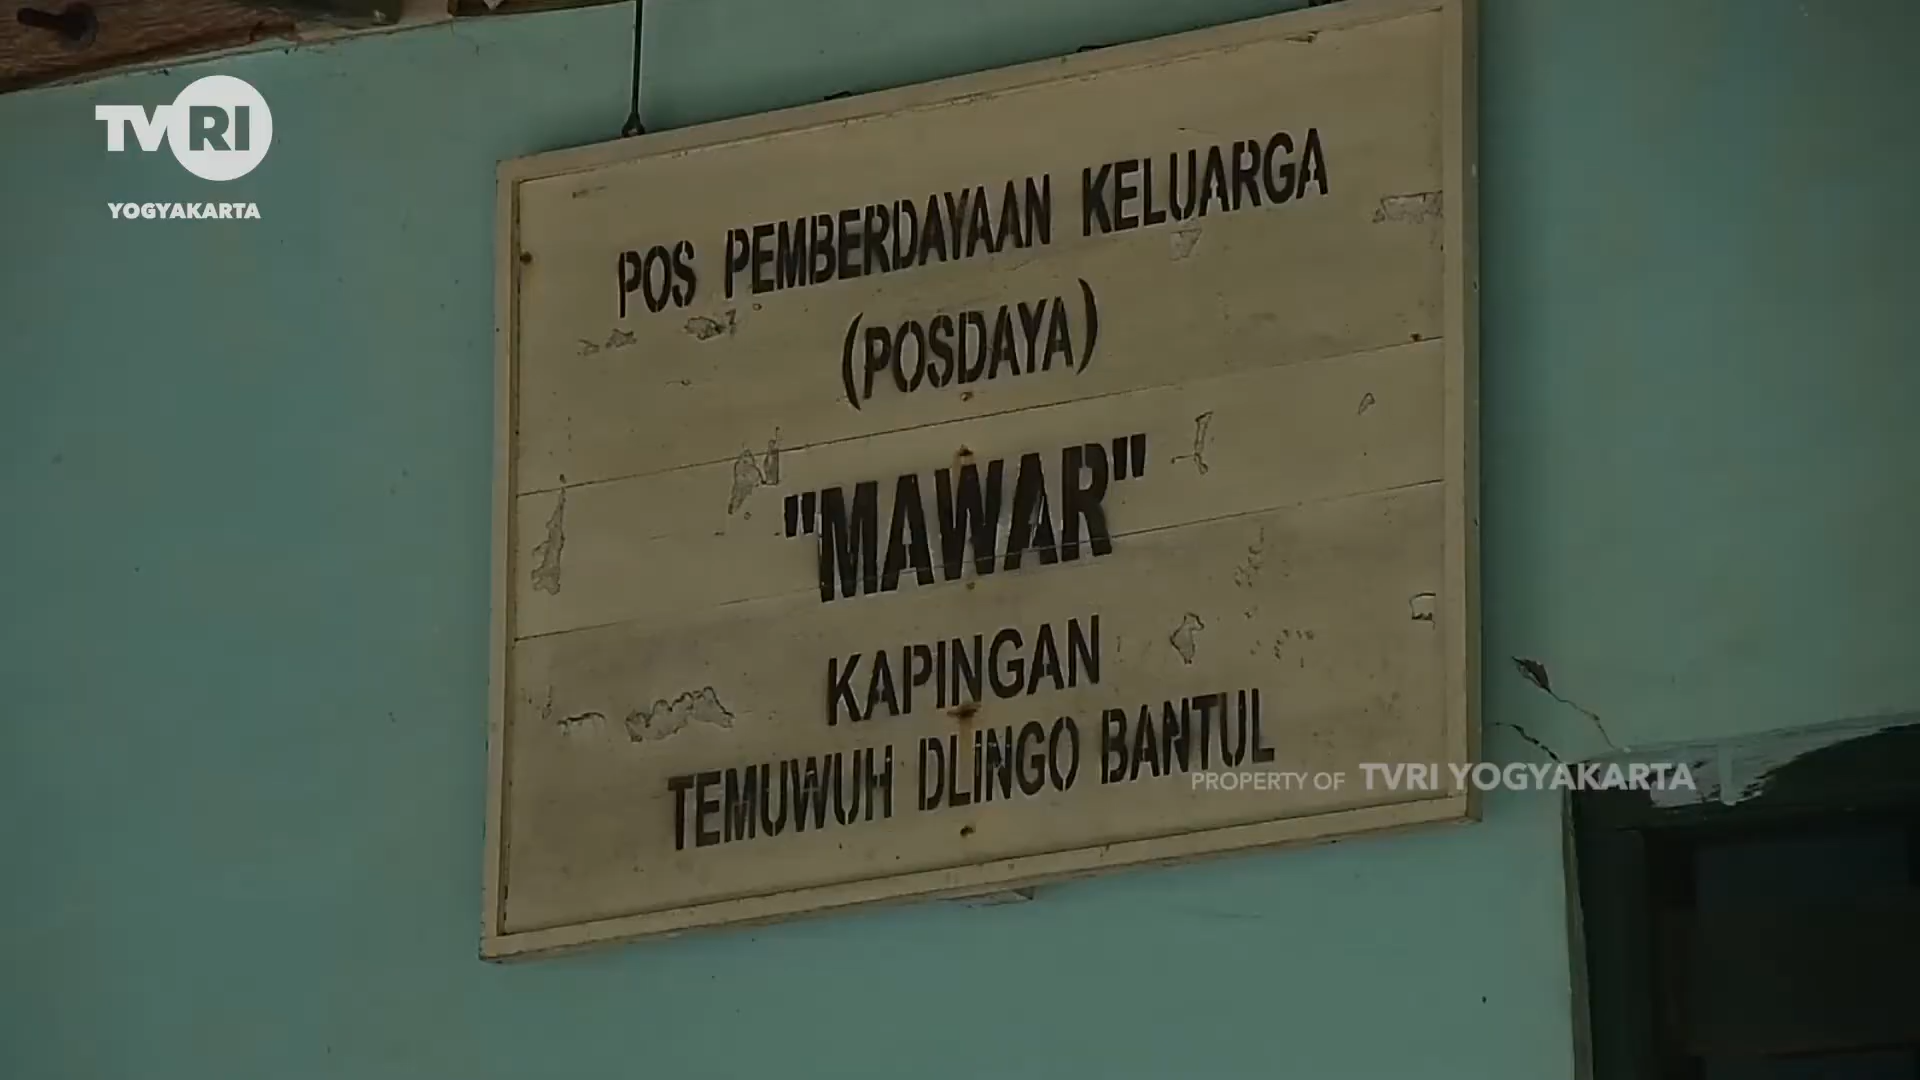 TVRI
YOGYAKARTA
POS PEMBERDAYAAN KELUARGA
(POSDAYA)
"MAWAR"
KAPINGAN
TEMUWUH DLINGO BANTUL
PROPERTY OF TVRI YOGYAKARTA